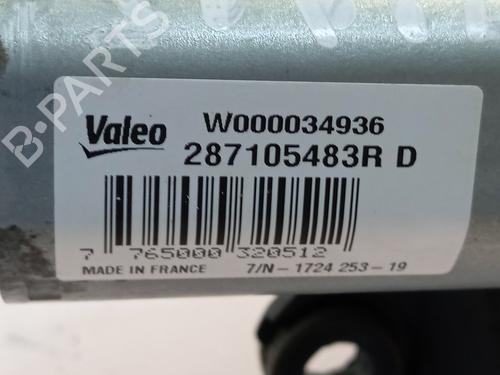 Valeo
W000034936
287105483R D
7 765000 320512
MADE IN FRANCE 7/N-1724 253-19
B-PARTS